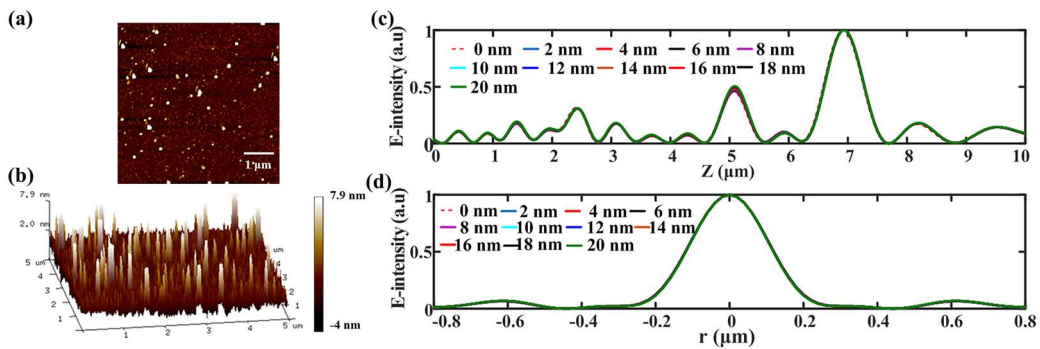 (a)
1 μm
(b)
7.9 nm
2.0 nm
5 um
4
3
2
1
1
2
3
4
5 um
1
2
3
4
um
7.9 nm
-4 nm
(c)
E-intensity (a.u)
1
0.5
0
0 nm 2 nm 4 nm 6 nm 8 nm
10 nm 12 nm 14 nm 16 nm 18 nm
20 nm
0 1 2 3 4 5 6 7 8 9 10
Z (μm)
(d)
E-intensity (a.u)
1
0.5
0
0 nm 2 nm 4 nm 6 nm
8 nm 10 nm 12 nm 14 nm
16 nm 18 nm 20 nm
-0.8 -0.6 -0.4 -0.2 0 0.2 0.4 0.6 0.8
r (μm)